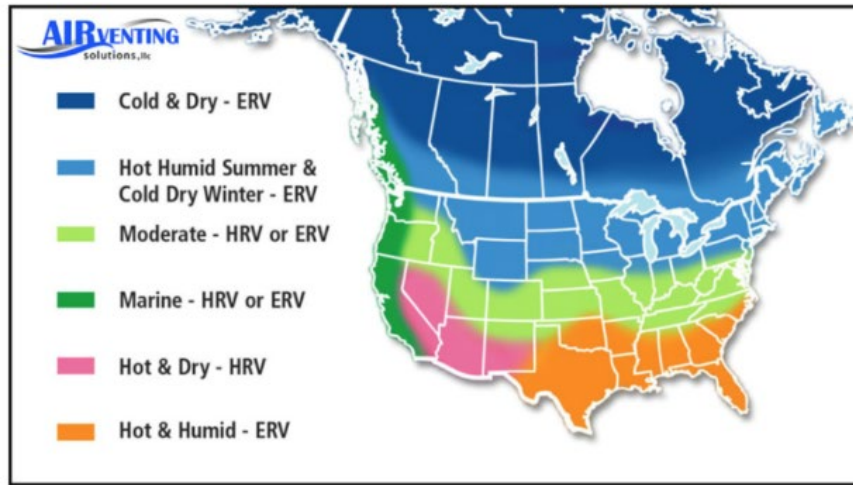 AIRVENTING
solutions,llc
Cold & Dry - ERV
Hot Humid Summer &
Cold Dry Winter - ERV
Moderate - HRV or ERV
Marine - HRV or ERV
Hot & Dry - HRV
Hot & Humid - ERV